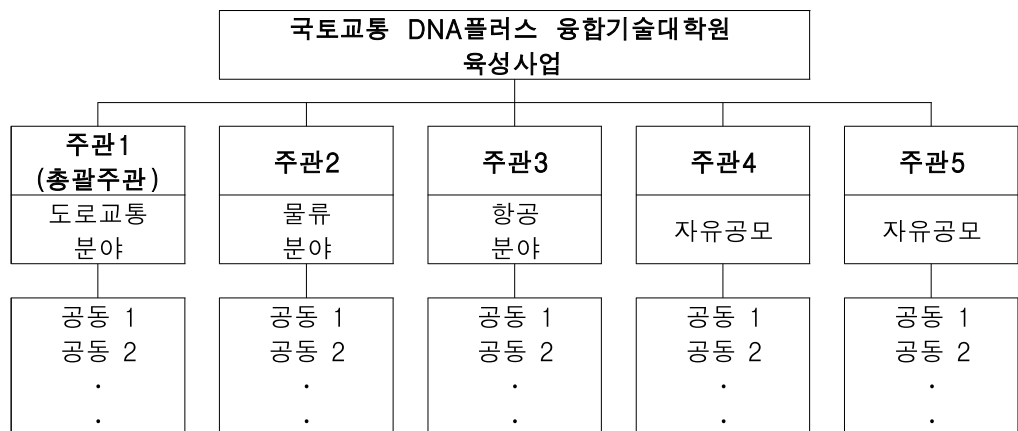 국토교통 DNA플러스 융합기술대학원
육성사업
주관1
(총괄주관)
도로교통
분야
주관2
물류
분야
주관3
항공
분야
주관4
자유공모
주관5
자유공모
공동 1
공동 2
.
.
공동 1
공동 2
.
.
공동 1
공동 2
.
.
공동 1
공동 2
.
.
공동 1
공동 2
.
.